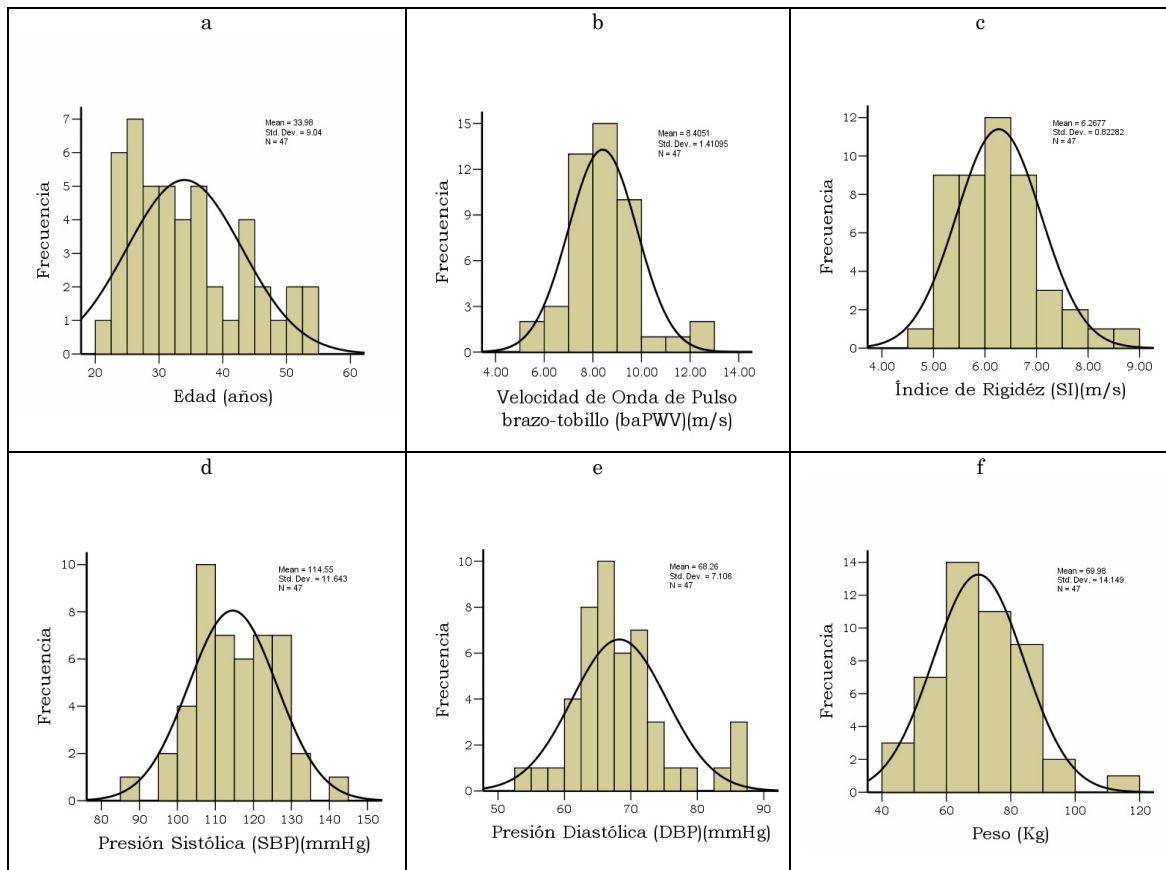 a
7
6
5
4
3
2
1
0
Frecuencia
Mean = 33.98
Std. Dev. = 9.04
N = 47
20 30 40 50 60
Edad (años)
b
15
12
9
6
3
0
Frecuencia
Mean = 8.4051
Std. Dev. = 1.41095
N = 47
4.00 6.00 8.00 10.00 12.00 14.00
Velocidad de Onda de Pulso
brazo-tobillo (baPWV)(m/s)
c
12
10
8
6
4
2
0
Frecuencia
Mean = 6.2677
Std. Dev. = 0.82282
N = 47
4.00 5.00 6.00 7.00 8.00 9.00
Índice de Rigidéz (SI)(m/s)
d
10
8
6
4
2
0
Frecuencia
Mean = 114.55
Std. Dev. = 11.643
N = 47
80 90 100 110 120 130 140 150
Presión Sistólica (SBP)(mmHg)
e
10
8
6
4
2
0
Frecuencia
Mean = 68.26
Std. Dev. = 7.106
N = 47
50 60 70 80 90
Presión Diastólica (DBP)(mmHg)
f
14
12
10
8
6
4
2
0
Frecuencia
Mean = 69.98
Std. Dev. = 14.149
N = 47
40 60 80 100 120
Peso (Kg)